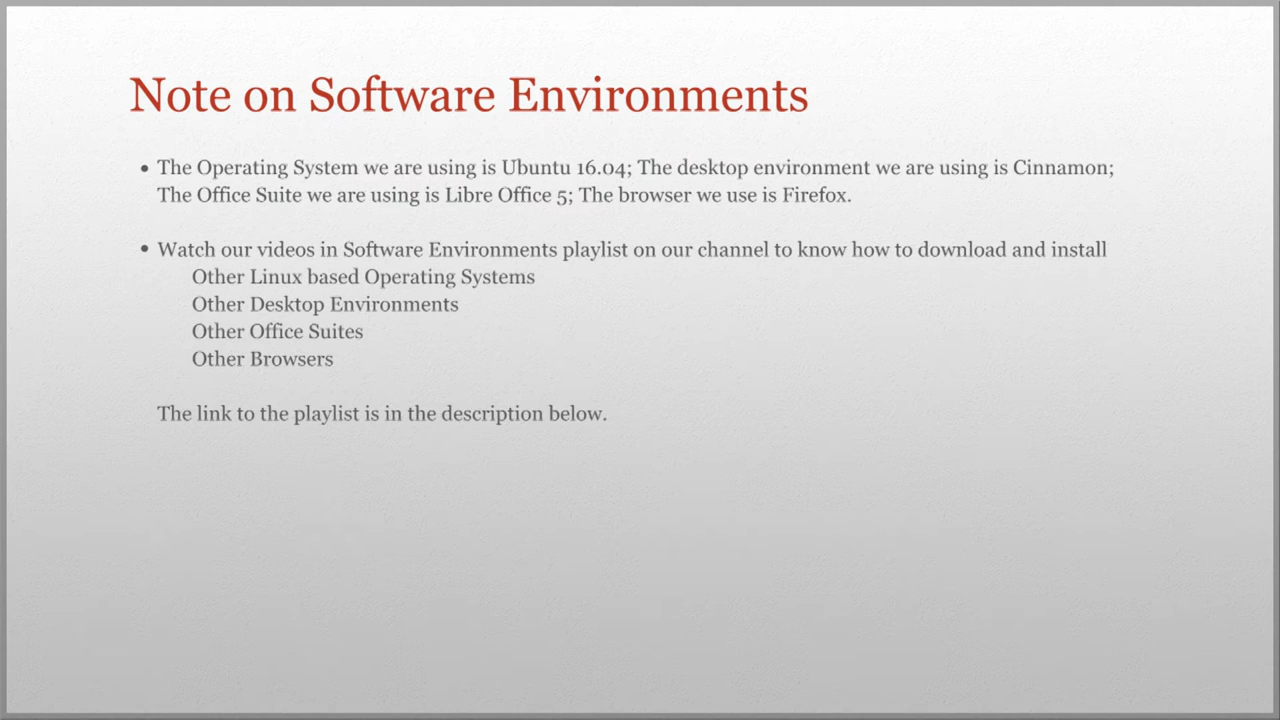 Note on Software Environments
• The Operating System we are using is Ubuntu 16.04; The desktop environment we are using is Cinnamon;
The Office Suite we are using is Libre Office 5; The browser we use is Firefox.
• Watch our videos in Software Environments playlist on our channel to know how to download and install
Other Linux based Operating Systems
Other Desktop Environments
Other Office Suites
Other Browsers
The link to the playlist is in the description below.